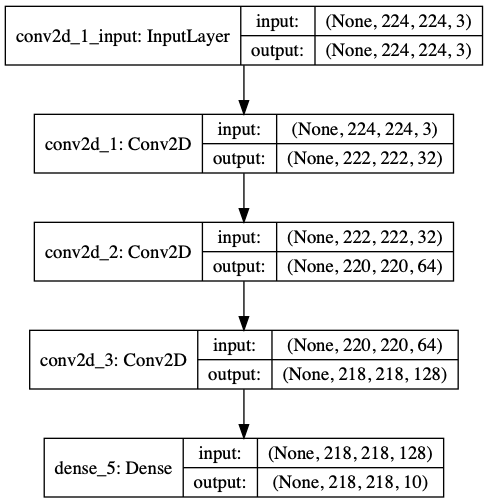 conv2d_1_input: InputLayer
input: (None, 224, 224, 3)
output: (None, 224, 224, 3)
conv2d_1: Conv2D
input: (None, 224, 224, 3)
output: (None, 222, 222, 32)
conv2d_2: Conv2D
input: (None, 222, 222, 32)
output: (None, 220, 220, 64)
conv2d_3: Conv2D
input: (None, 220, 220, 64)
output: (None, 218, 218, 128)
dense_5: Dense
input: (None, 218, 218, 128)
output: (None, 218, 218, 10)